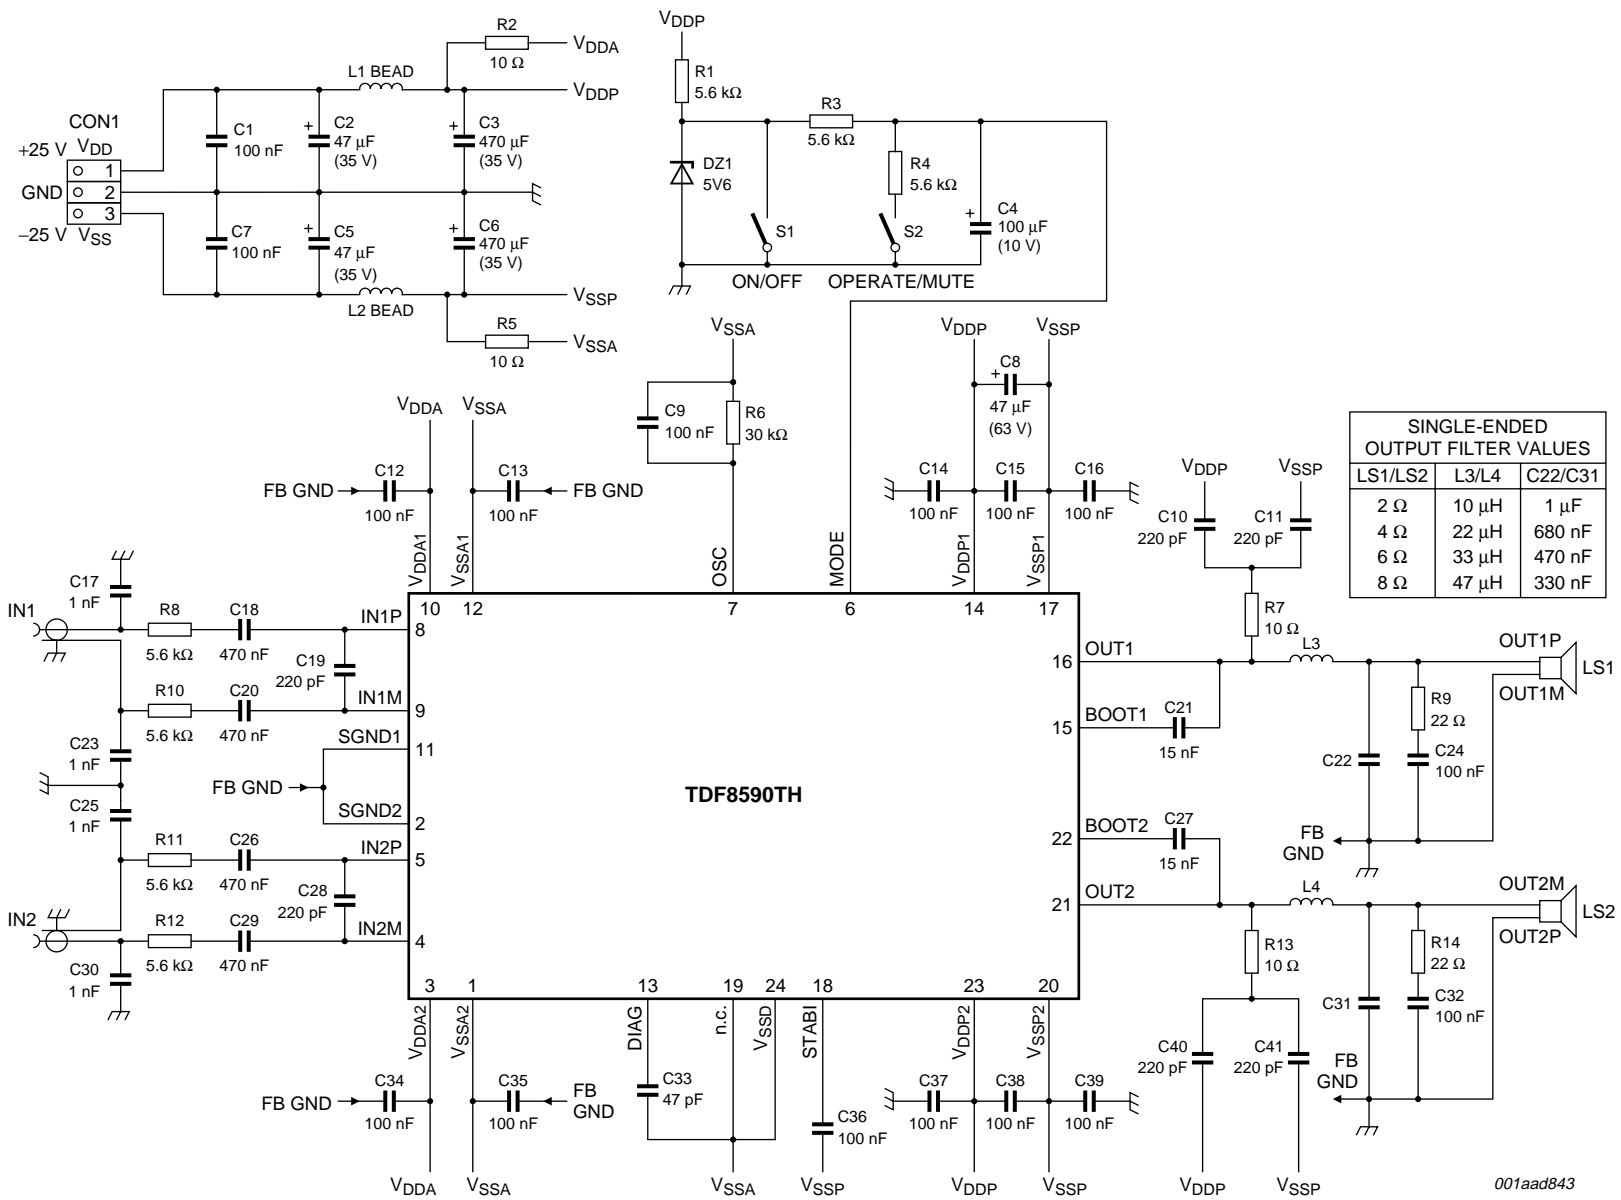 CON1
+25 V VDD
1
GND 2
3
−25 V VSS
C1
100 nF
C2
47 μF
(35 V)
L1 BEAD
R2
10 Ω
VDDA
VDDP
C3
470 μF
(35 V)
C7
100 nF
C5
47 μF
(35 V)
C6
470 μF
(35 V)
L2 BEAD
VSSP
R5
10 Ω
VSSA
VDDP
R1
5.6 kΩ
DZ1
5V6
S1
ON/OFF
R3
5.6 kΩ
R4
5.6 kΩ
S2
OPERATE/MUTE
C4
100 μF
(10 V)
VDDA
VSSA
FB GND
C12
100 nF
C13
100 nF
FB GND
VSSA
C9
100 nF
R6
30 kΩ
VDDP
VSSP
C8
47 μF
(63 V)
C14
100 nF
C15
100 nF
C16
100 nF
VDDP
VSSP
C10
220 pF
C11
220 pF
R7
10 Ω
SINGLE-ENDED
OUTPUT FILTER VALUES
LS1/LS2 L3/L4 C22/C31
2 Ω 10 μH 1 μF
4 Ω 22 μH 680 nF
6 Ω 33 μH 470 nF
8 Ω 47 μH 330 nF
VDDA1
VSSA1
OSC
MODE
VDDP1
VSSP1
10 12 7 6 14 17
C17
1 nF
IN1
R8
5.6 kΩ
C18
470 nF
IN1P
8
C19
220 pF
R10
5.6 kΩ
C20
470 nF
IN1M
9
C23
1 nF
SGND1
11
FB GND
SGND2
2
C25
1 nF
R11
5.6 kΩ
C26
470 nF
IN2P
5
C28
220 pF
IN2
R12
5.6 kΩ
C29
470 nF
IN2M
4
C30
1 nF
TDF8590TH
16
OUT1
L3
OUT1P
LS1
OUT1M
15
BOOT1
C21
15 nF
C22
R9
22 Ω
C24
100 nF
22
BOOT2
C27
15 nF
FB
GND
21
OUT2
L4
OUT2M
LS2
OUT2P
R13
10 Ω
C31
R14
22 Ω
C32
100 nF
C40
220 pF
C41
220 pF
FB
GND
3 1 13 19 24 18 23 20
VDDA2
VSSA2
DIAG
n.c.
VSSD
STABI
VDDP2
VSSP2
FB GND
C34
100 nF
C35
100 nF
FB
GND
C33
47 pF
C36
100 nF
C37
100 nF
C38
100 nF
C39
100 nF
VDDA
VSSA
VSSA
VSSP
VDDP
VSSP
VDDP
VSSP
001aad843